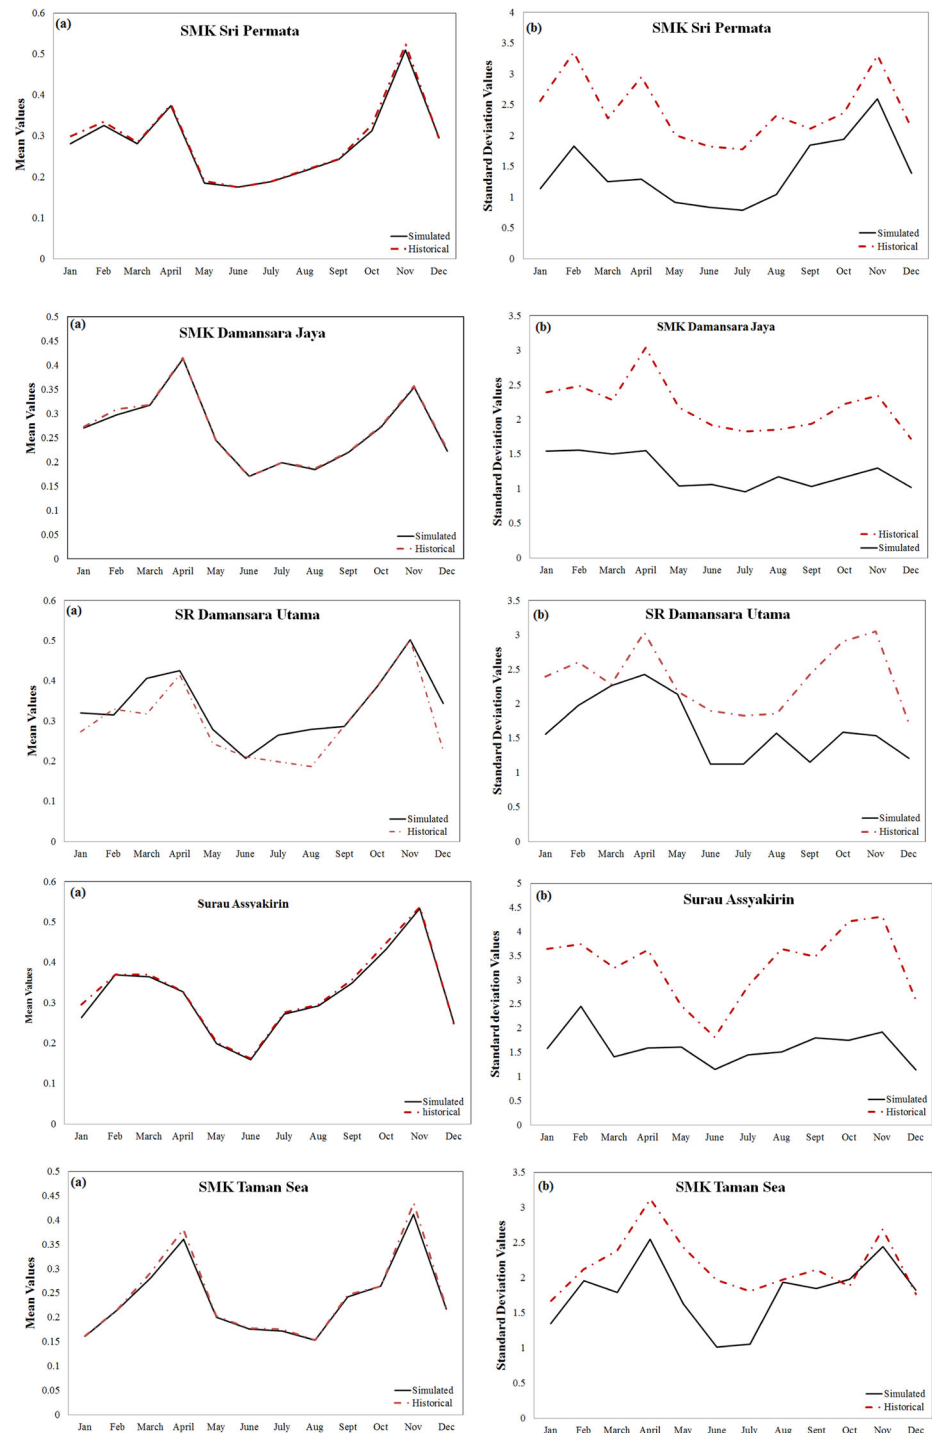 (a)
SMK Sri Permata
Mean Values
0.6
0.5
0.4
0.3
0.2
0.1
0
Simulated
Historical
Jan Feb March April May June July Aug Sept Oct Nov Dec
(b)
SMK Sri Permata
Standard Deviation Values
4
3.5
3
2.5
2
1.5
1
0.5
0
Simulated
Historical
Jan Feb March April May June July Aug Sept Oct Nov Dec
(a)
SMK Damansara Jaya
Mean Values
0.5
0.45
0.4
0.35
0.3
0.25
0.2
0.15
0.1
0.05
0
Simulated
Historical
Jan Feb March April May June July Aug Sept Oct Nov Dec
(b)
SMK Damansara Jaya
Standard Deviation Values
3.5
3
2.5
2
1.5
1
0.5
0
Historical
Simulated
Jan Feb March April May June July Aug Sept Oct Nov Dec
(a)
SR Damansara Utama
Mean Values
0.6
0.5
0.4
0.3
0.2
0.1
0
Simulated
Historical
Jan Feb March April May June July Aug Sept Oct Nov Dec
(b)
SR Damansara Utama
Standard Deviation Values
3.5
3
2.5
2
1.5
1
0.5
0
Simulated
Historical
Jan Feb March April May June July Aug Sept Oct Nov Dec
(a)
Surau Assyakirin
Mean Values
0.6
0.5
0.4
0.3
0.2
0.1
0
Simulated
historical
Jan Feb March April May June July Aug Sept Oct Nov Dec
(b)
Surau Assyakirin
Standard deviation Values
5
4.5
4
3.5
3
2.5
2
1.5
1
0.5
0
Simulated
Historical
Jan Feb March April May June July Aug Sept Oct Nov Dec
(a)
SMK Taman Sea
Mean Values
0.5
0.45
0.4
0.35
0.3
0.25
0.2
0.15
0.1
0.05
0
Simulated
Historical
Jan Feb March April May June July Aug Sept Oct Nov Dec
(b)
SMK Taman Sea
Standard Deviation Values
3.5
3
2.5
2
1.5
1
0.5
0
Simulated
Historical
Jan Feb March April May June July Aug Sept Oct Nov Dec